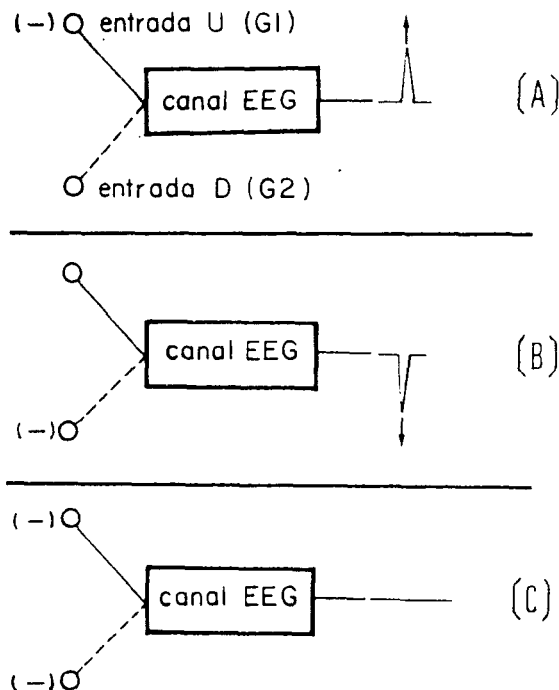 (-) entrada U (G1)
canal EEG
(A)
entrada D (G2)
canal EEG
(B)
(-)
(-)
canal EEG
(C)
(-)